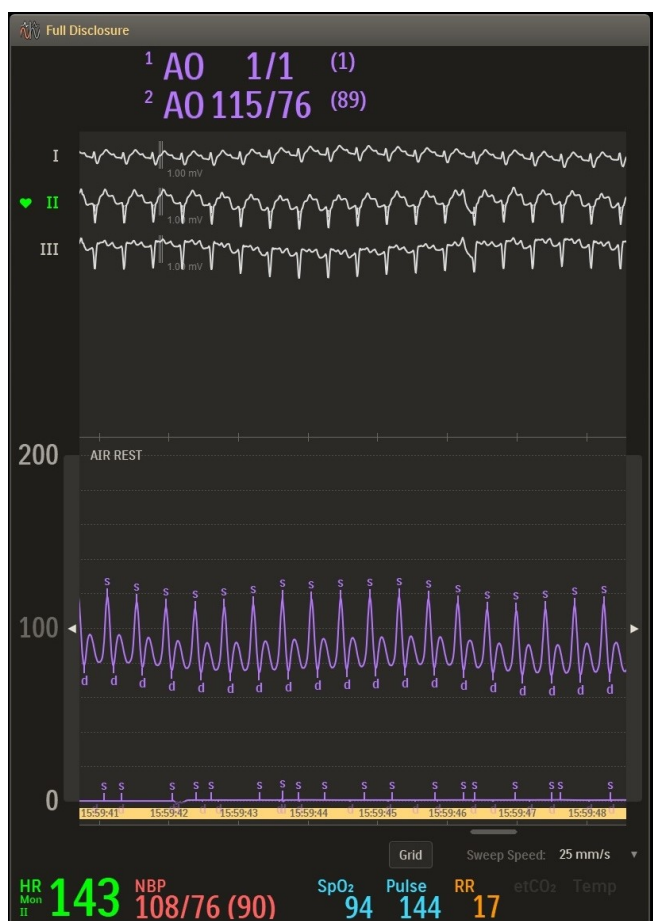 Full Disclosure
1 AO 1/1 (1)
2 AO 115/76 (89)
I
1.00 mV
II
1.00 mV
III
1.00 mV
200
AIR REST
s s s s s s s s s s s s s s s s s s
100
d d d d d d d d d d d d d d d d d d d
s s s s s s s s s s s s s s s s s s
0
15:59:41 15:59:42 15:59:43 15:59:44 15:59:45 15:59:46 15:59:47 15:59:48
Grid Sweep Speed: 25 mm/s
HR NBP SpO₂ Pulse RR etCO₂ Temp
Mon
II
143 108/76 (90) 94 144 17